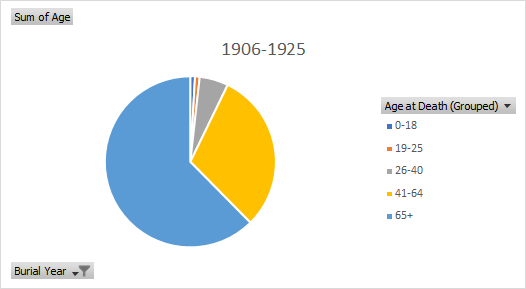 Sum of Age
1906-1925
Age at Death (Grouped)
0-18
19-25
26-40
41-64
65+
Burial Year